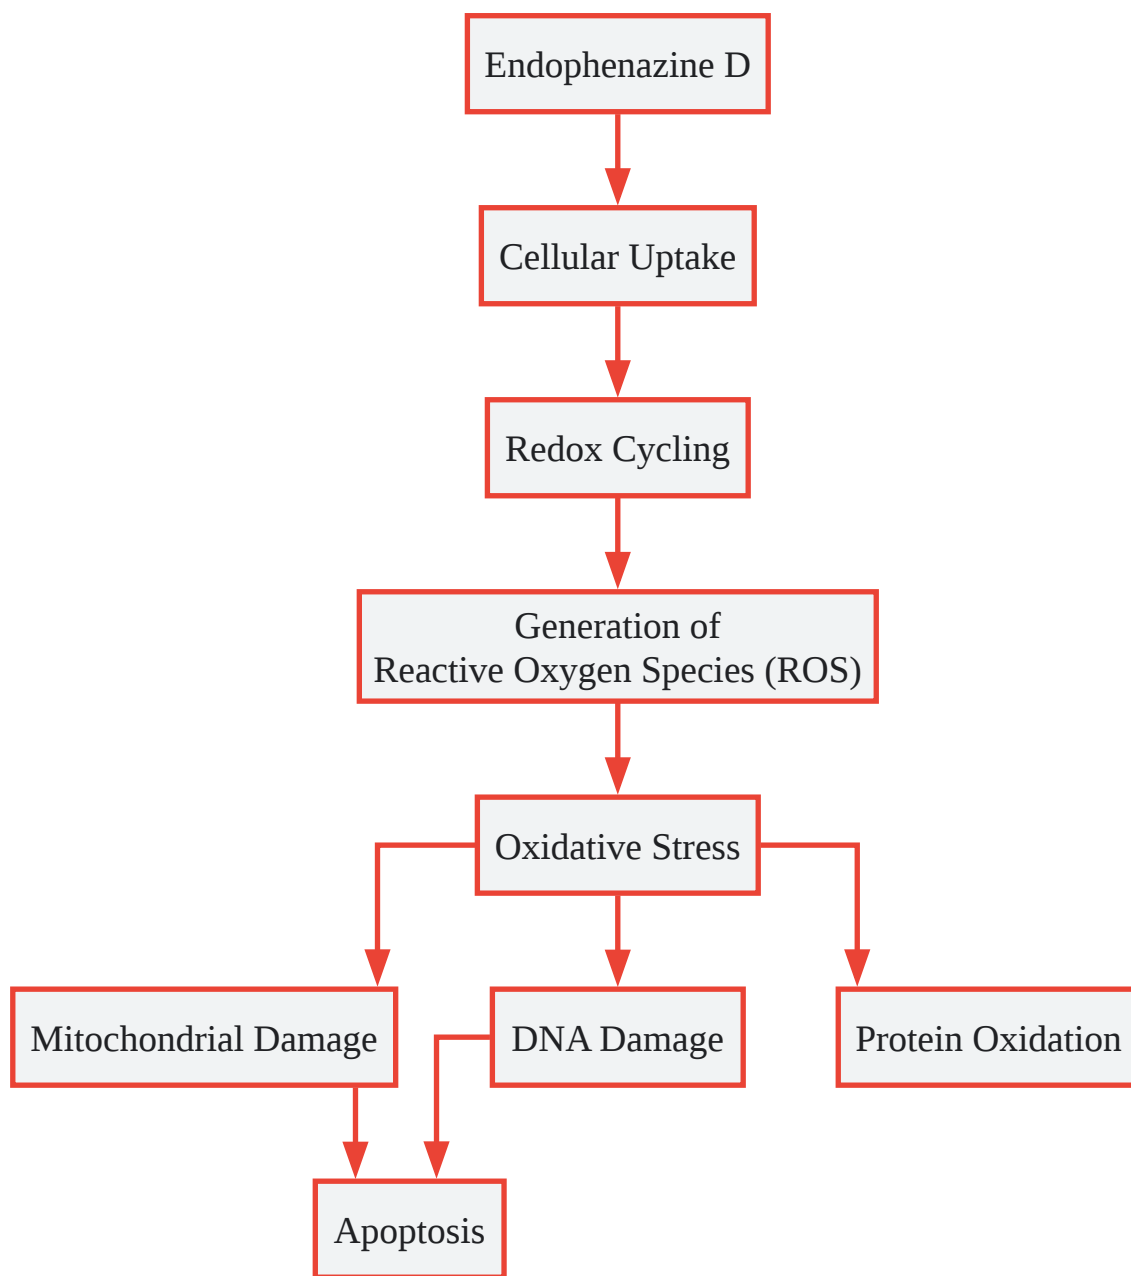 Endophenazine D
Cellular Uptake
Redox Cycling
Generation of
Reactive Oxygen Species (ROS)
Oxidative Stress
Mitochondrial Damage
DNA Damage
Protein Oxidation
Apoptosis